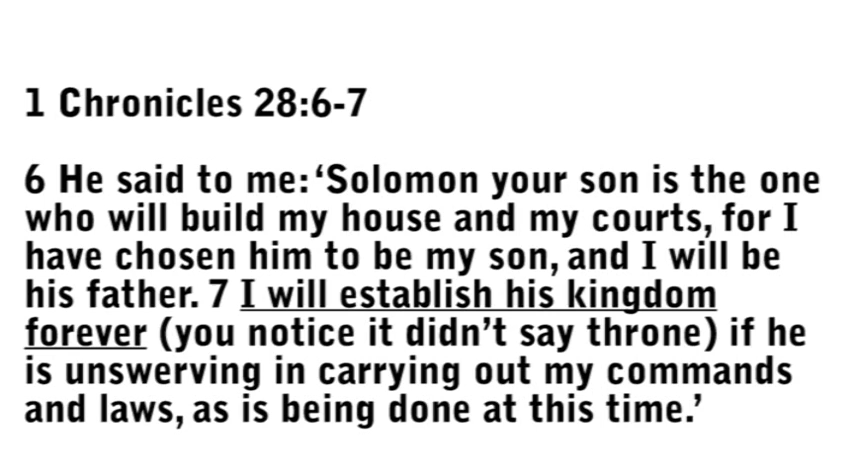 1 Chronicles 28:6-7
6 He said to me: ‘Solomon your son is the one
who will build my house and my courts, for I
have chosen him to be my son, and I will be
his father. 7 I will establish his kingdom
forever (you notice it didn’t say throne) if he
is unswerving in carrying out my commands
and laws, as is being done at this time.’